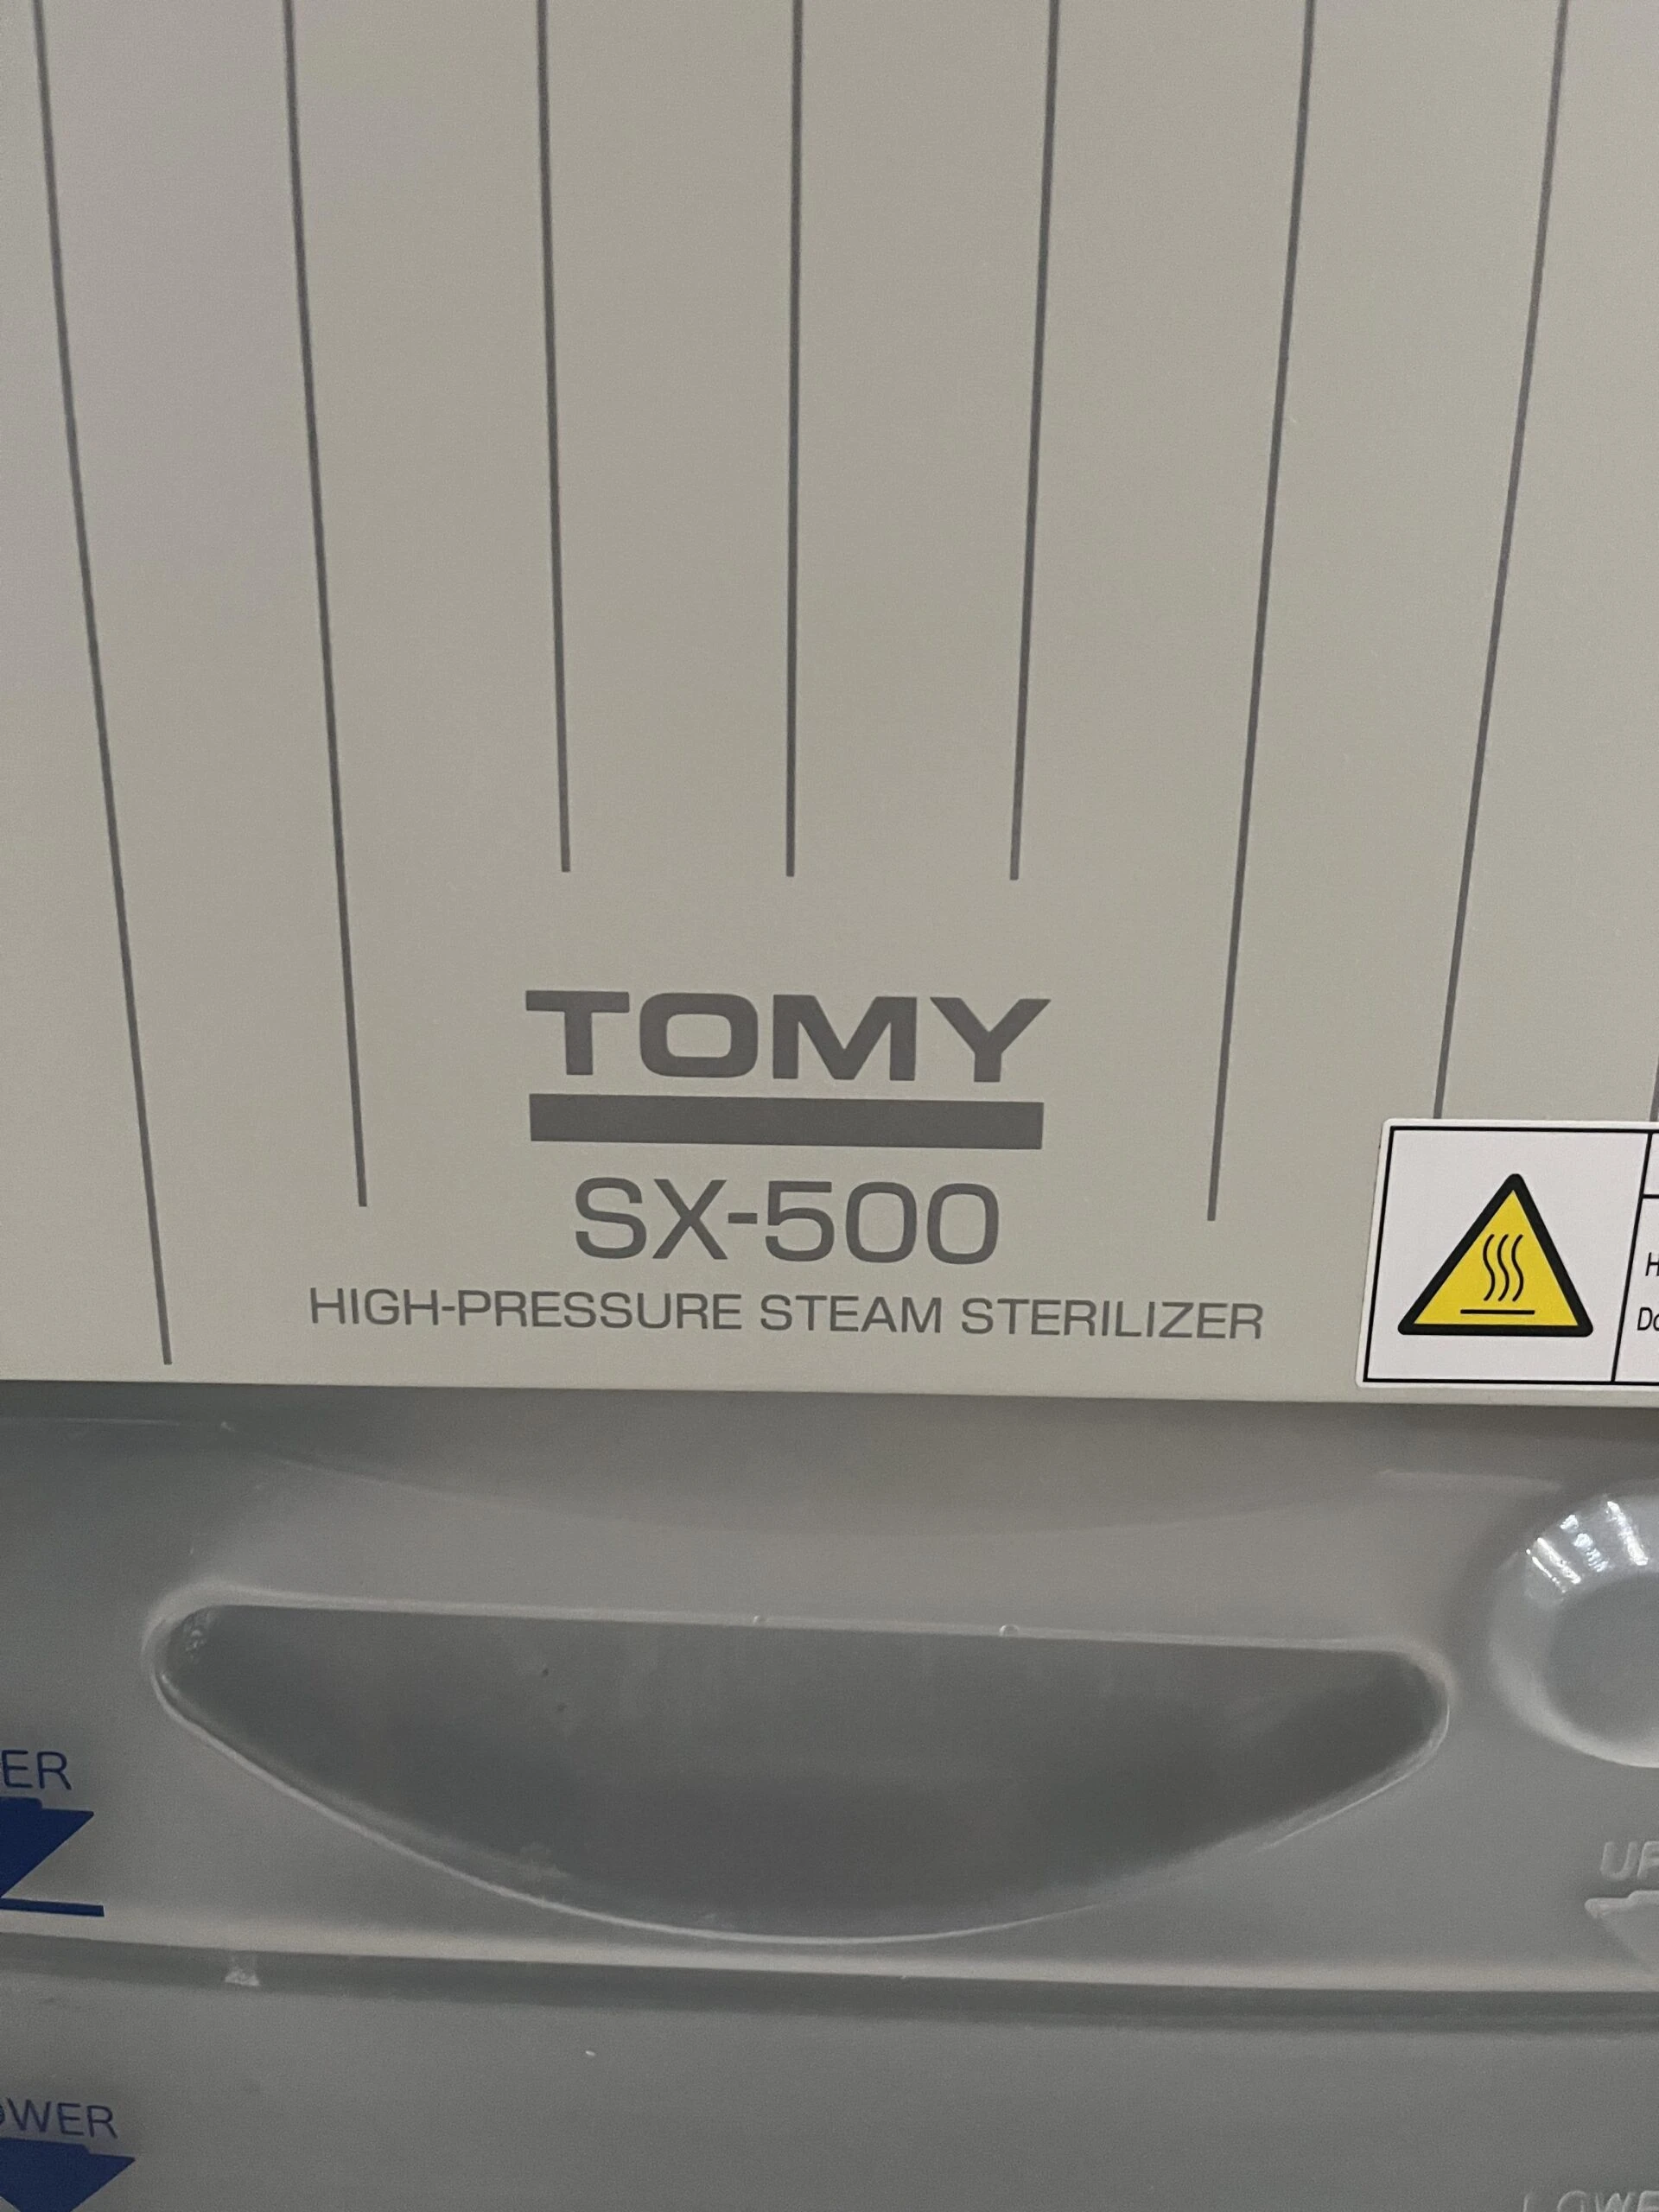 TOMY
SX-500
HIGH-PRESSURE STEAM STERILIZER